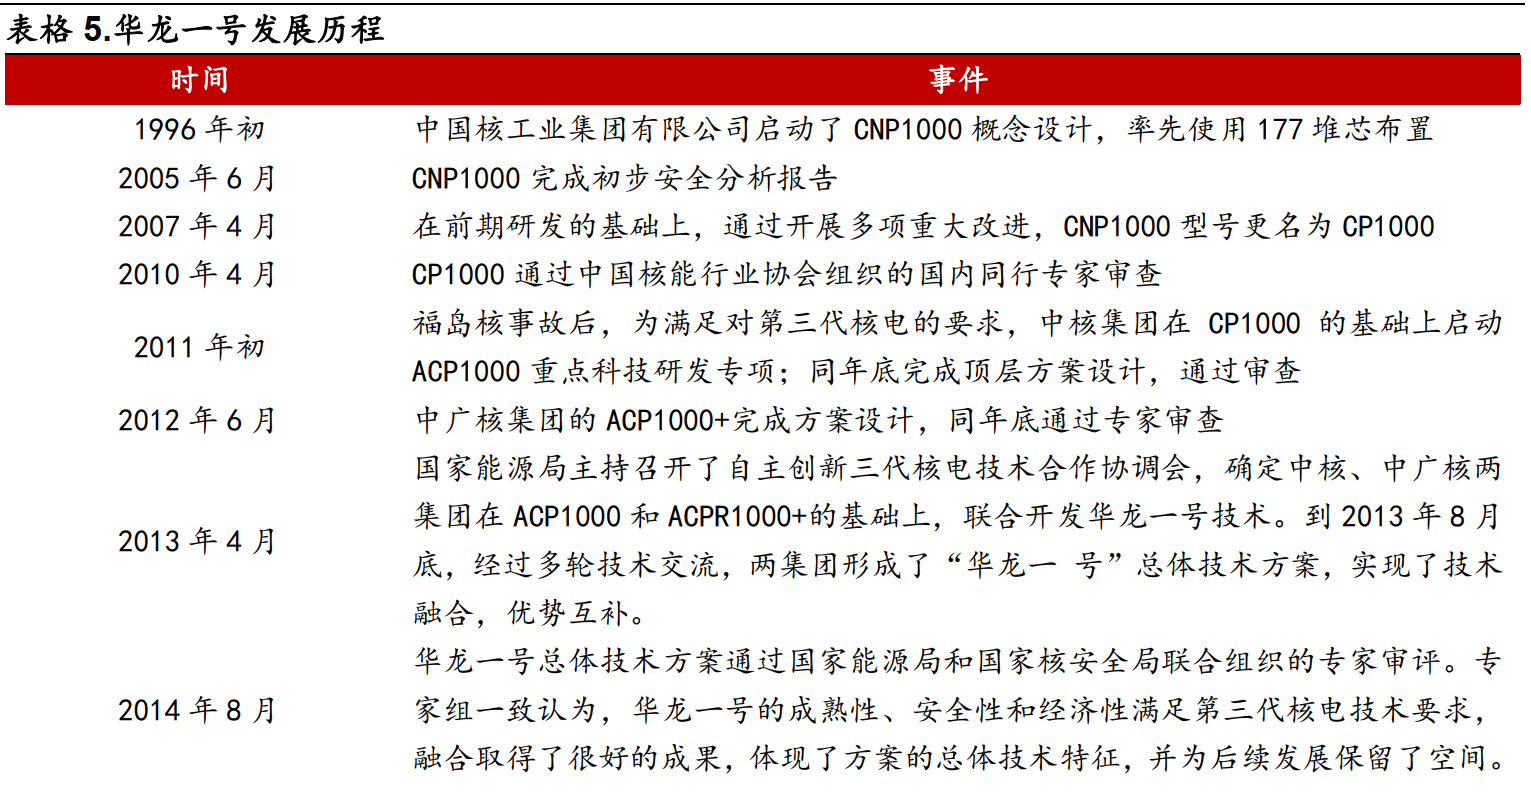 表格 5.华龙一号发展历程
时间 事件
1996 年初 中国核工业集团有限公司启动了 CNP1000 概念设计，率先使用 177 堆芯布置
2005 年 6 月 CNP1000 完成初步安全分析报告
2007 年 4 月 在前期研发的基础上，通过开展多项重大改进，CNP1000 型号更名为 CP1000
2010 年 4 月 CP1000 通过中国核能行业协会组织的国内同行专家审查
2011 年初 福岛核事故后，为满足对第三代核电的要求，中核集团在 CP1000 的基础上启动
ACP1000 重点科技研发专项；同年底完成顶层方案设计，通过审查
2012 年 6 月 中广核集团的 ACP1000+完成方案设计，同年底通过专家审查
2013 年 4 月 国家能源局主持召开了自主创新三代核电技术合作协调会，确定中核、中广核两
集团在 ACP1000 和 ACPR1000+的基础上，联合开发华龙一号技术。到 2013 年 8 月
底，经过多轮技术交流，两集团形成了“华龙一 号”总体技术方案，实现了技术
融合，优势互补。
2014 年 8 月 华龙一号总体技术方案通过国家能源局和国家核安全局联合组织的专家审评。专
家组一致认为，华龙一号的成熟性、安全性和经济性满足第三代核电技术要求，
融合取得了很好的成果，体现了方案的总体技术特征，并为后续发展保留了空间。